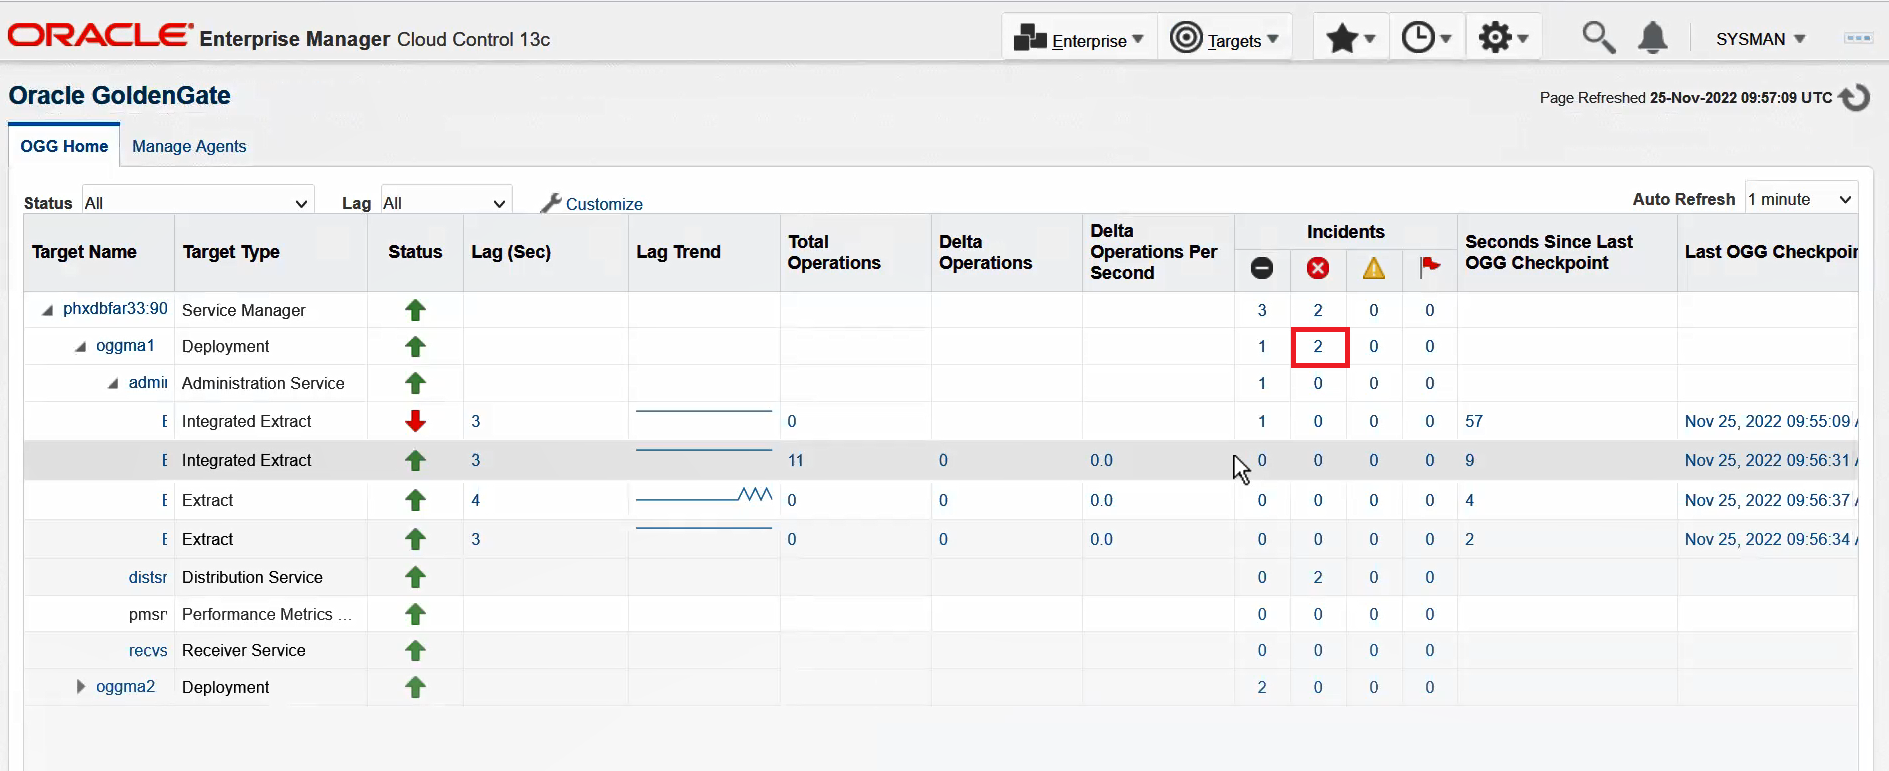 ORACLE Enterprise Manager Cloud Control 13c Enterprise Targets SYSMAN
Oracle GoldenGate
Page Refreshed 25-Nov-2022 09:57:09 UTC
OGG Home Manage Agents
Status All Lag All Customize Auto Refresh 1 minute
Target Name Target Type Status Lag (Sec) Lag Trend Total Operations Delta Operations Delta Operations Per Second Incidents Seconds Since Last OGG Checkpoint Last OGG Checkpoin
phxdbfar33:90 Service Manager 3 2 0 0
oggma1 Deployment 1 2 0 0
admi Administration Service 1 0 0 0
E Integrated Extract 3 0 1 0 0 0 57 Nov 25, 2022 09:55:09
E Integrated Extract 3 11 0 0.0 0 0 0 0 9 Nov 25, 2022 09:56:31
E Extract 4 0 0 0.0 0 0 0 0 4 Nov 25, 2022 09:56:37
E Extract 3 0 0 0.0 0 0 0 0 2 Nov 25, 2022 09:56:34
distsr Distribution Service 0 2 0 0
pmsr Performance Metrics ... 0 0 0 0
recvs Receiver Service 0 0 0 0
oggma2 Deployment 2 0 0 0